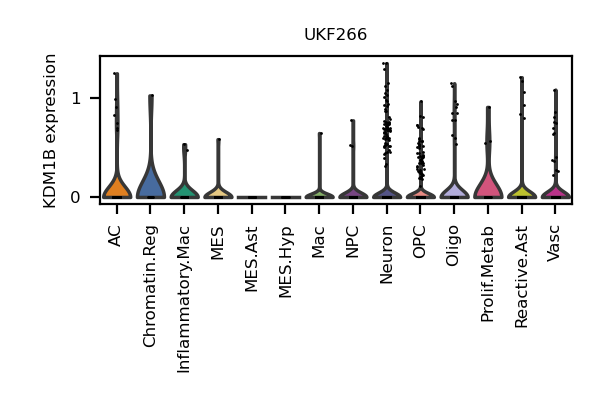 UKF266
KDM1B expression
1
0
AC
Chromatin.Reg
Inflammatory.Mac
MES
MES.Ast
MES.Hyp
Mac
NPC
Neuron
OPC
Oligo
Prolif.Metab
Reactive.Ast
Vasc